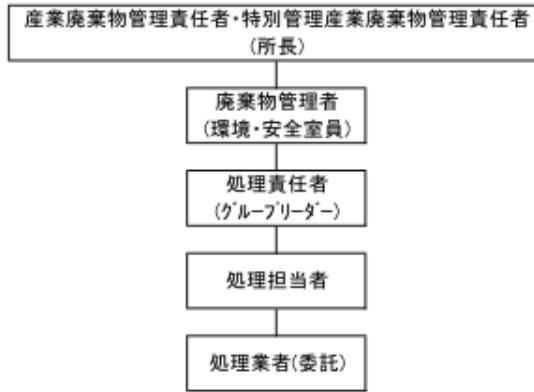 産業廃棄物管理責任者・特別管理産業廃棄物管理責任者
(所長)
廃棄物管理者
(環境・安全室員)
処理責任者
(ｸﾞﾙｰﾌﾟﾘｰﾀﾞｰ)
処理担当者
処理業者(委託)